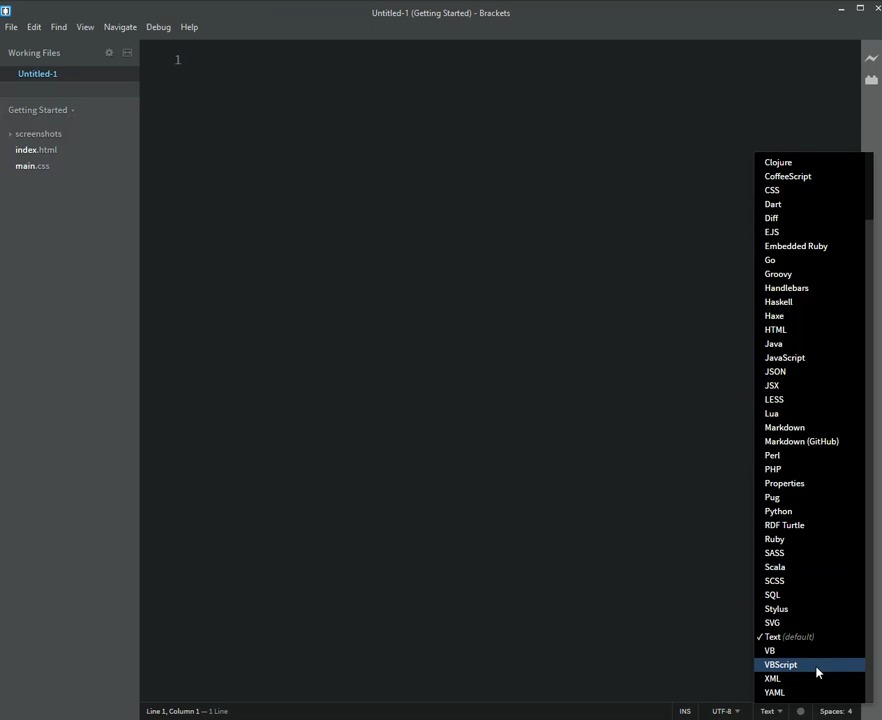 Untitled-1 (Getting Started) - Brackets
File Edit Find View Navigate Debug Help
Working Files
Untitled-1
Getting Started
screenshots
index.html
main.css
1
Clojure
CoffeeScript
CSS
Dart
Diff
EJS
Embedded Ruby
Go
Groovy
Handlebars
Haskell
Haxe
HTML
Java
JavaScript
JSON
JSX
LESS
Lua
Markdown
Markdown (GitHub)
Perl
PHP
Properties
Pug
Python
RDF Turtle
Ruby
SASS
Scala
SCSS
SQL
Stylus
SVG
✓ Text (default)
VB
VBScript
XML
YAML
Line 1, Column 1 — 1 Line INS UTF-8 Text Spaces: 4